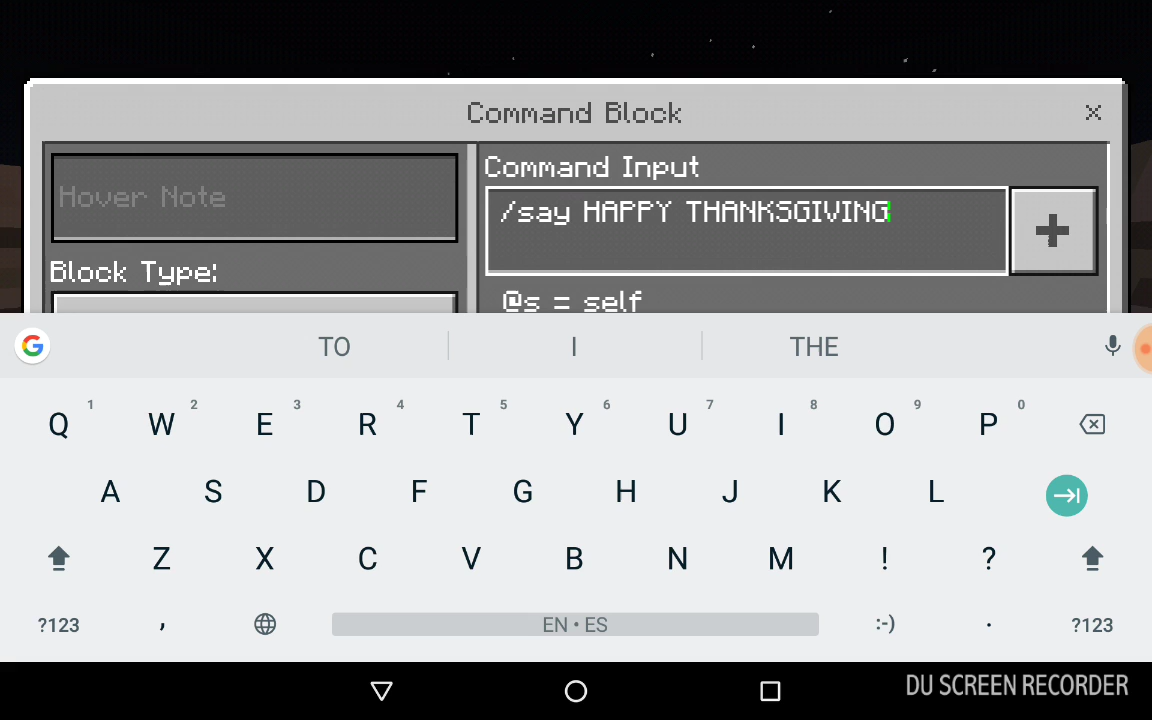 Command Block
Hover Note
Command Input
/say HAPPY THANKSGIVING
Block Type:
@s = self
TO I THE
1 2 3 4 5 6 7 8 9 0
Q W E R T Y U I O P
A S D F G H J K L
Z X C V B N M ! ?
?123 , EN • ES :-) . ?123
DU SCREEN RECORDER